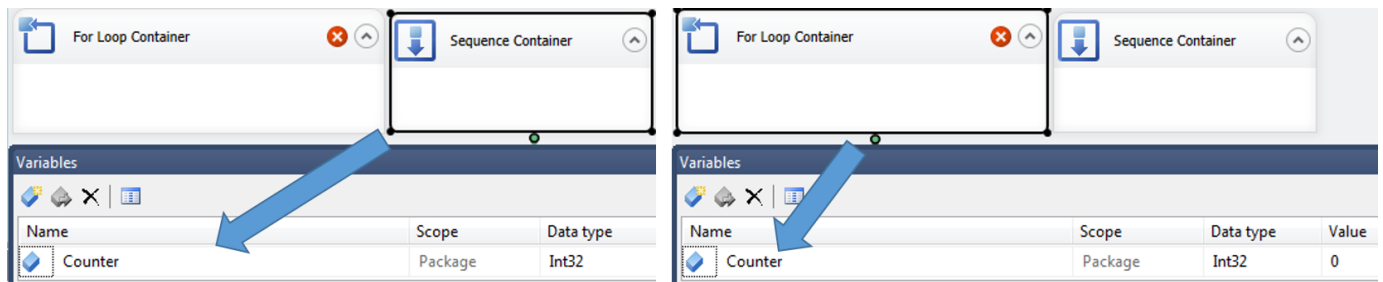 For Loop Container
Sequence Container
Variables
Name Scope Data type
Counter Package Int32
For Loop Container
Sequence Container
Variables
Name Scope Data type Value
Counter Package Int32 0